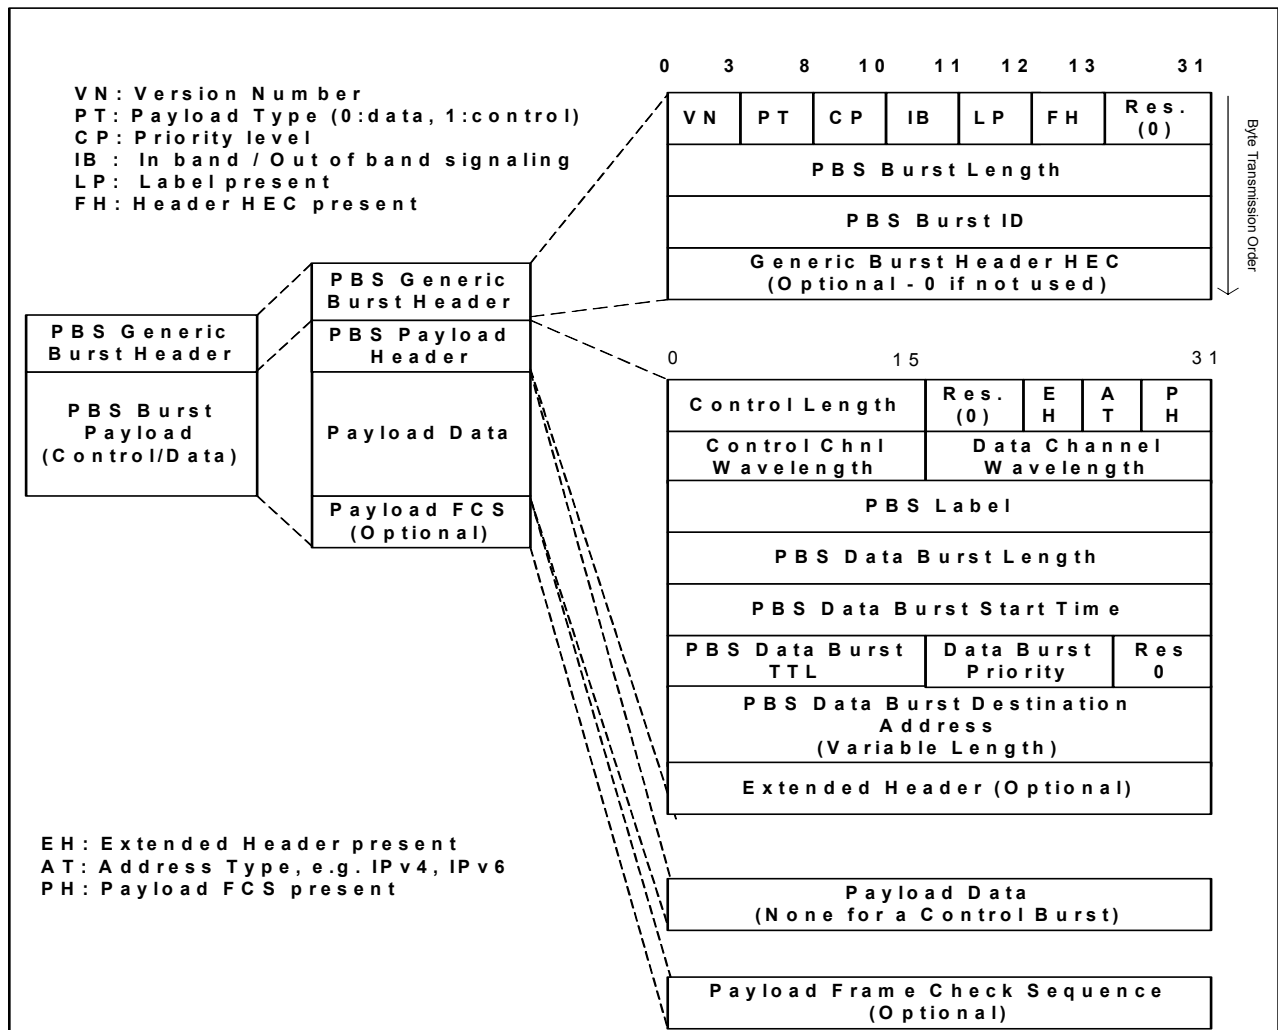 0 3 8 10 11 12 13 31
VN: Version Number
PT: Payload Type (0:data, 1:control)
CP: Priority level
IB : In band / Out of band signaling
LP: Label present
FH: Header HEC present
VN PT CP IB LP FH Res.
(0)
PBS Burst Length
PBS Burst ID
Generic Burst Header HEC
(Optional - 0 if not used)
Byte Transmission Order
PBS Generic
Burst Header
PBS Burst
Payload
(Control/Data)
PBS Generic
Burst Header
PBS Payload
Header
Payload Data
Payload FCS
(Optional)
0 15 31
Control Length
Res.
(0)
E
H
A
T
P
H
Control Chnl
Wavelength
Data Channel
Wavelength
PBS Label
PBS Data Burst Length
PBS Data Burst Start Time
PBS Data Burst
TTL
Data Burst
Priority
Res
0
PBS Data Burst Destination
Address
(Variable Length)
Extended Header (Optional)
EH: Extended Header present
AT: Address Type, e.g. IPv4, IPv6
PH: Payload FCS present
Payload Data
(None for a Control Burst)
Payload Frame Check Sequence
(Optional)